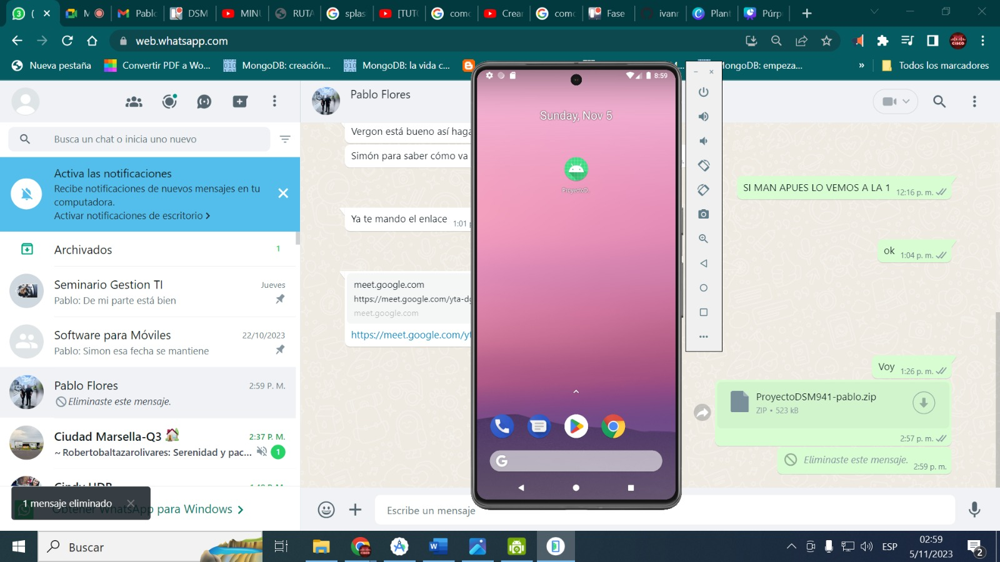 3
(
M
Pablo
DSM
MINU
RUTA
splas
[TUT
como
Crear
como
Fase
ivanr
Plant
Púrp
web.whatsapp.com
Nueva pestaña
Convertir PDF a Wo...
MongoDB: creación...
MongoDB: la vida c...
MongoDB: empeza...
»
Todos los marcadores
Busca un chat o inicia uno nuevo
Activa las notificaciones
Recibe notificaciones de nuevos mensajes en tu
computadora.
Activar notificaciones de escritorio >
Archivados
1
Seminario Gestion TI
Jueves
Pablo: De mi parte está bien
Software para Móviles
22/10/2023
Pablo: Simon esa fecha se mantiene
Pablo Flores
2:59 P. M.
Eliminaste este mensaje.
Ciudad Marsella-Q3
2:37 P. M.
~ Robertobaltazarolivares: Serenidad y pac...
1
Cindy UDB
1 mensaje eliminado
Obtener WhatsApp para Windows >
Pablo Flores
Vergon está bueno así haga
Simón para saber cómo va
SI MAN APUES LO VEMOS A LA 1
12:16 p. m.
Ya te mando el enlace
1:01 p
ok
1:04 p. m.
meet.google.com
https://meet.google.com/yta-dg
meet.google.com
https://meet.google.com/yt
Voy
1:26 p. m.
ProyectoDSM941-pablo.zip
ZIP • 523 kB
2:57 p. m.
Eliminaste este mensaje.
2:59 p. m.
Escribe un mensaje
8:59
Sunday, Nov 5
ProyectoD..
G
Buscar
ESP
02:59
5/11/2023
2